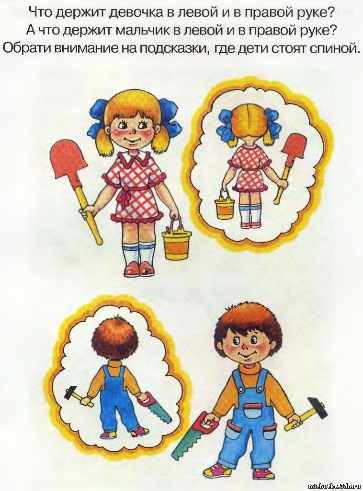 Что держит девочка в левой и в правой руке?
А что держит мальчик в левой и в правой руке?
Обрати внимание на подсказки, где дети стоят спиной.